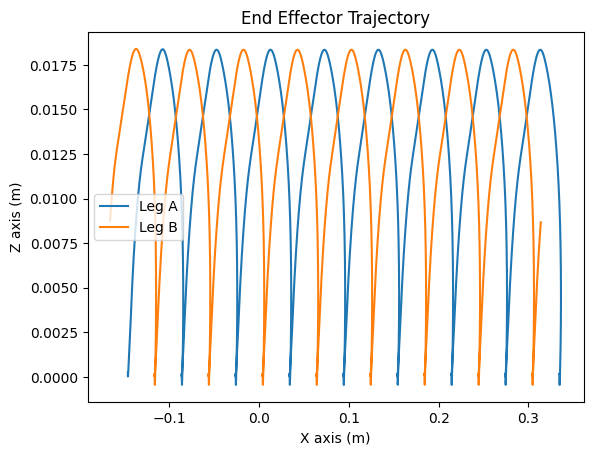 End Effector Trajectory
0.0175
0.0150
0.0125
0.0100
0.0075
0.0050
0.0025
0.0000
Z axis (m)
Leg A
Leg B
−0.1 0.0 0.1 0.2 0.3
X axis (m)